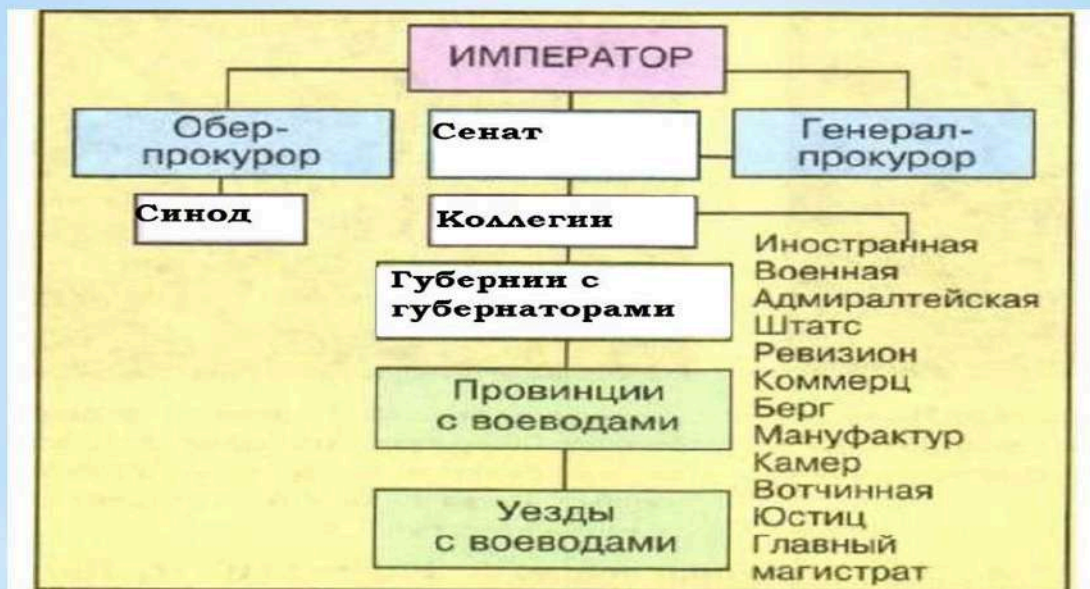 ИМПЕРАТОР
Обер-
прокурор
Сенат
Генерал-
прокурор
Синод
Коллегии
Губернии с
губернаторами
Провинции
с воеводами
Уезды
с воеводами
Иностранная
Военная
Адмиралтейская
Штатс
Ревизион
Коммерц
Берг
Мануфактур
Камер
Вотчинная
Юстиц
Главный
магистрат